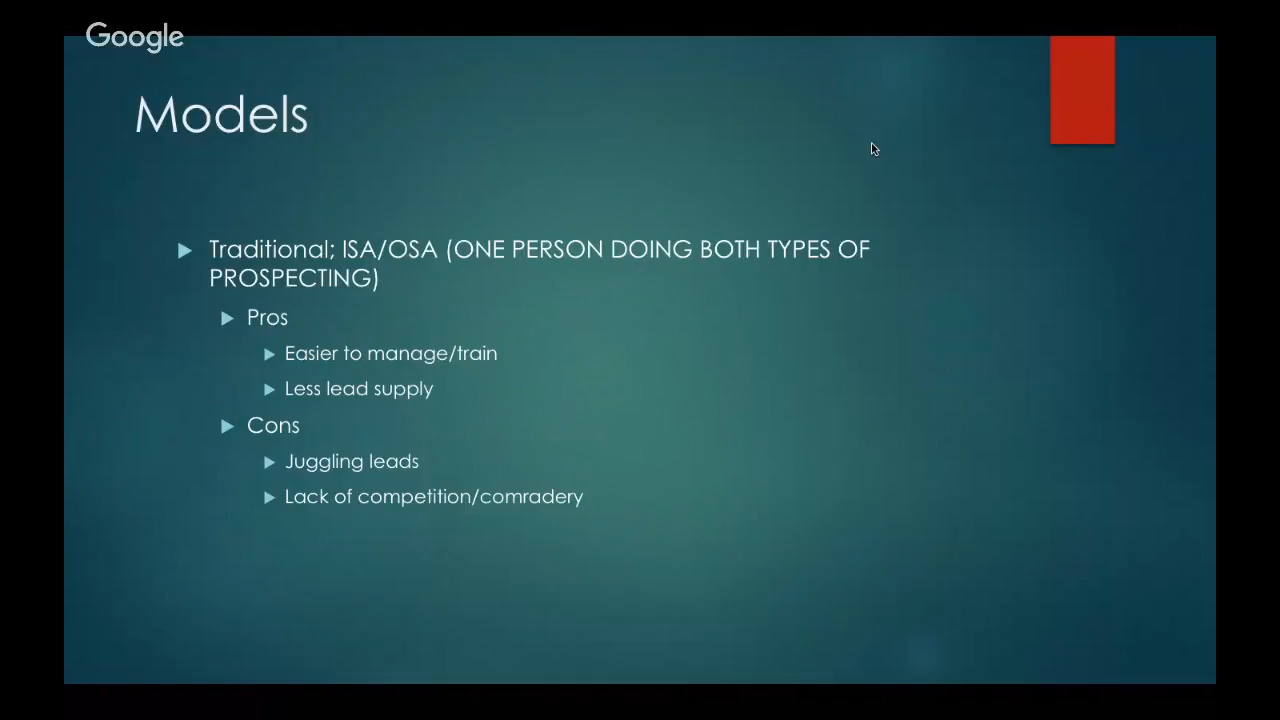 Google
Models
Traditional; ISA/OSA (ONE PERSON DOING BOTH TYPES OF
PROSPECTING)
Pros
Easier to manage/train
Less lead supply
Cons
Juggling leads
Lack of competition/comradery